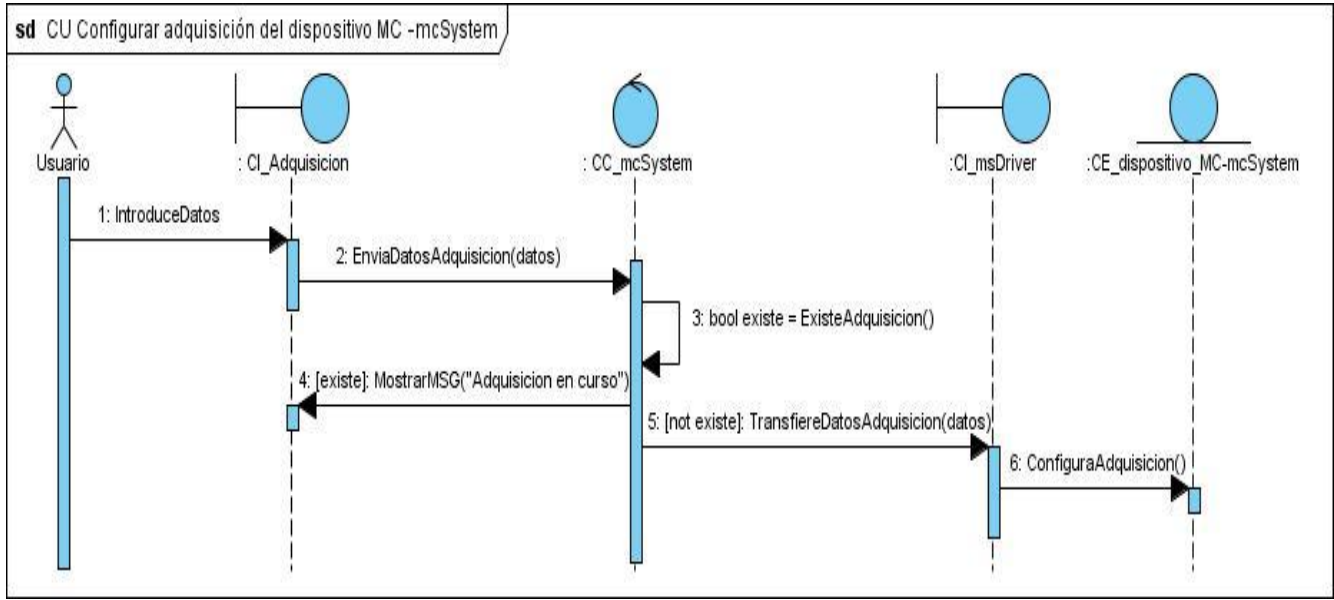 sd CU Configurar adquisición del dispositivo MC -mcSystem
Usuario
: CI_Adquisicion
: CC_mcSystem
:CI_msDriver
:CE_dispositivo_MC-mcSystem
1: IntroduceDatos
2: EnviaDatosAdquisicion(datos)
3: bool existe = ExisteAdquisicion()
4: [existe]: MostrarMSG("Adquisicion en curso")
5: [not existe]: TransfiereDatosAdquisicion(datos)
6: ConfiguraAdquisicion()